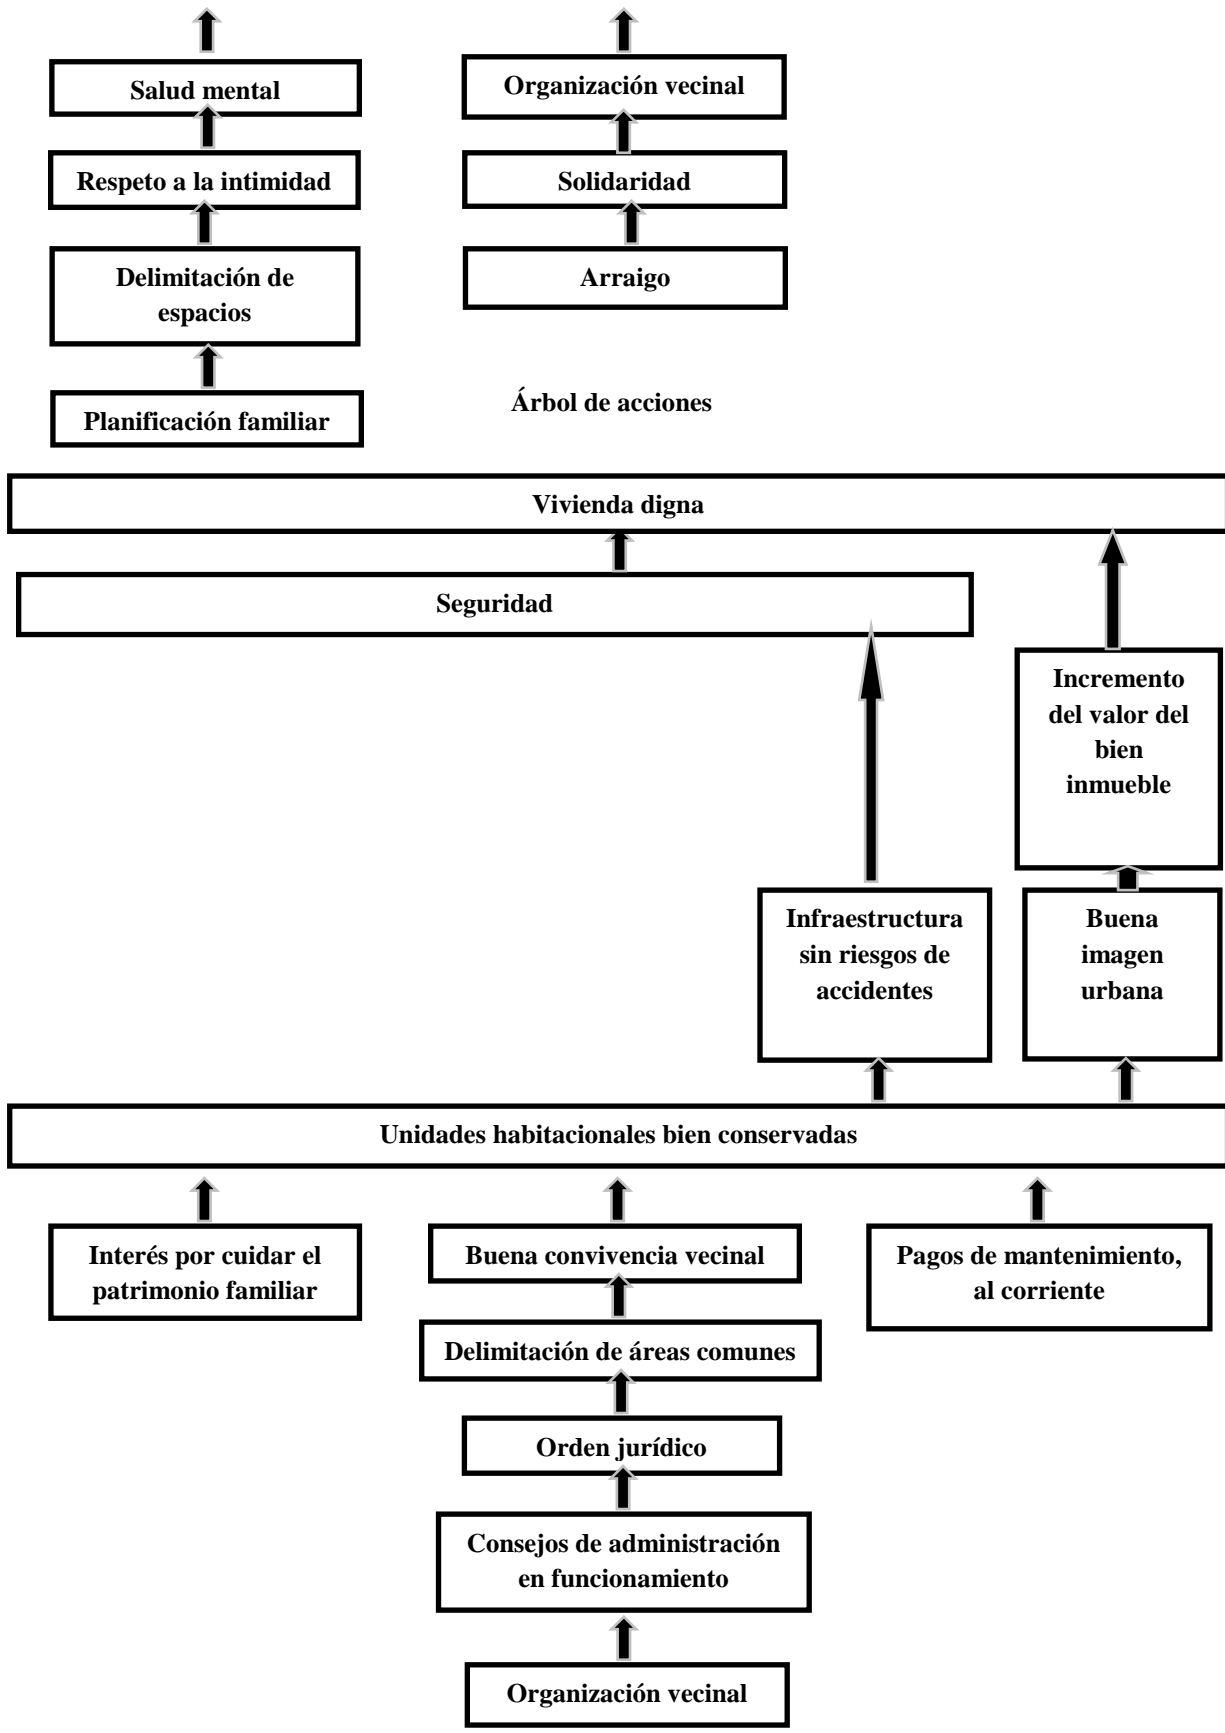 Salud mental
Organización vecinal
Respeto a la intimidad
Solidaridad
Delimitación de
espacios
Arraigo
Planificación familiar
Árbol de acciones
Vivienda digna
Seguridad
Incremento
del valor del
bien
inmueble
Infraestructura
sin riesgos de
accidentes
Buena
imagen
urbana
Unidades habitacionales bien conservadas
Interés por cuidar el
patrimonio familiar
Buena convivencia vecinal
Pagos de mantenimiento,
al corriente
Delimitación de áreas comunes
Orden jurídico
Consejos de administración
en funcionamiento
Organización vecinal